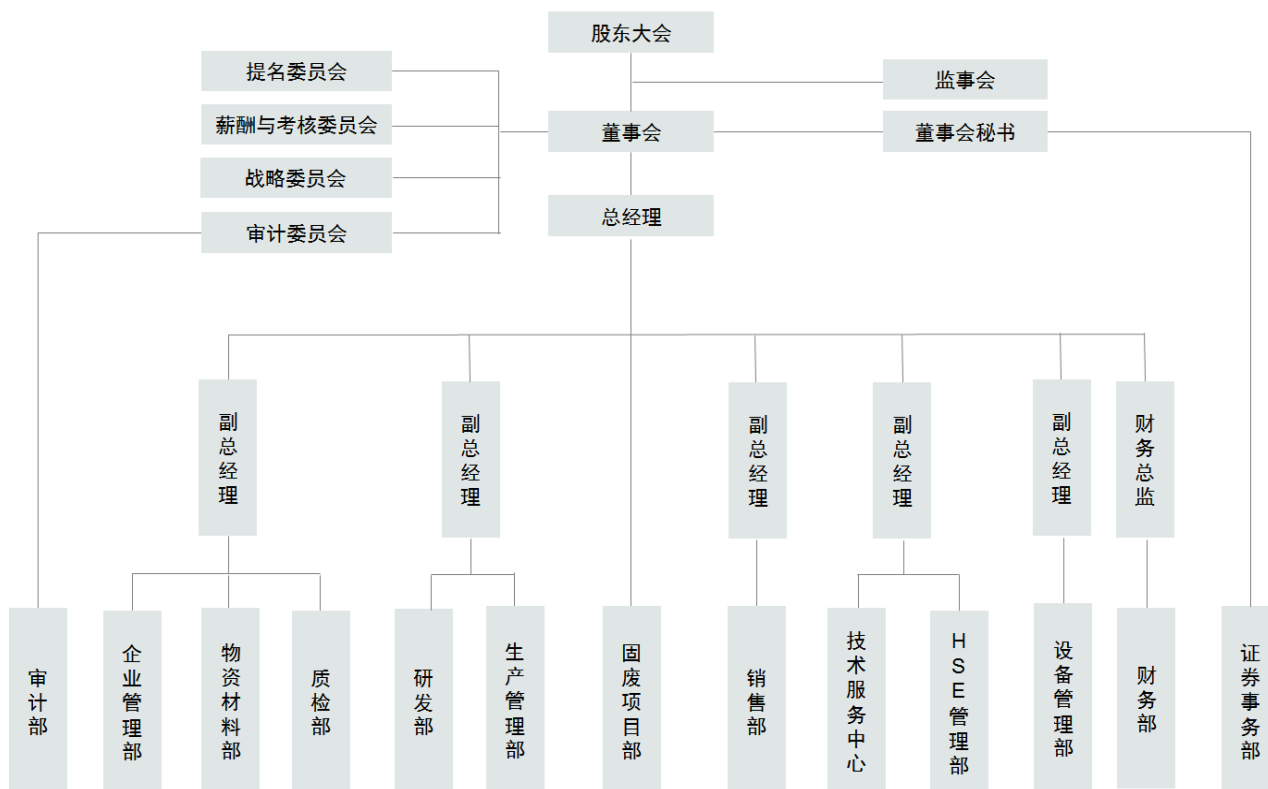 股东大会
提名委员会
监事会
薪酬与考核委员会
董事会
董事会秘书
战略委员会
总经理
审计委员会
副总经理
副总经理
副总经理
副总经理
副总经理
财务总监
审计部
企业管理部
物资材料部
质检部
研发部
生产管理部
固废项目部
销售部
技术服务中心
HSE管理部
设备管理部
财务部
证券事务部